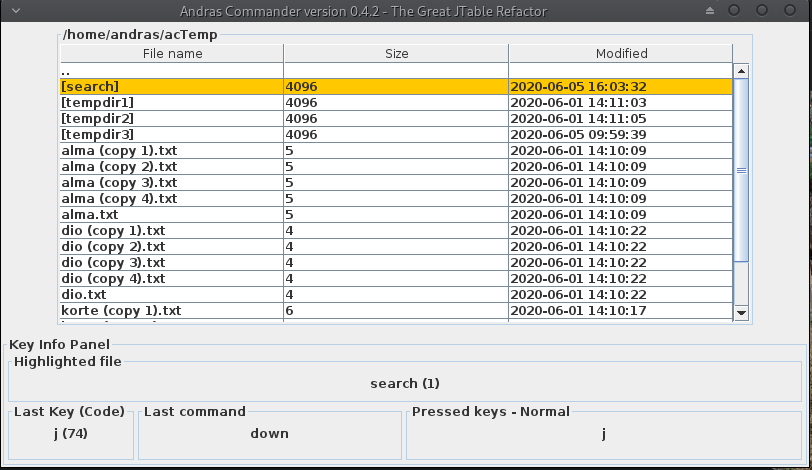 Andras Commander version 0.4.2 - The Great JTable Refactor
/home/andras/acTemp
File name Size Modified
..
[search] 4096 2020-06-05 16:03:32
[tempdir1] 4096 2020-06-01 14:11:03
[tempdir2] 4096 2020-06-01 14:11:05
[tempdir3] 4096 2020-06-05 09:59:39
alma (copy 1).txt 5 2020-06-01 14:10:09
alma (copy 2).txt 5 2020-06-01 14:10:09
alma (copy 3).txt 5 2020-06-01 14:10:09
alma (copy 4).txt 5 2020-06-01 14:10:09
alma.txt 5 2020-06-01 14:10:09
dio (copy 1).txt 4 2020-06-01 14:10:22
dio (copy 2).txt 4 2020-06-01 14:10:22
dio (copy 3).txt 4 2020-06-01 14:10:22
dio (copy 4).txt 4 2020-06-01 14:10:22
dio.txt 4 2020-06-01 14:10:22
korte (copy 1).txt 6 2020-06-01 14:10:17
Key Info Panel
Highlighted file
search (1)
Last Key (Code) Last command Pressed keys - Normal
j (74) down j